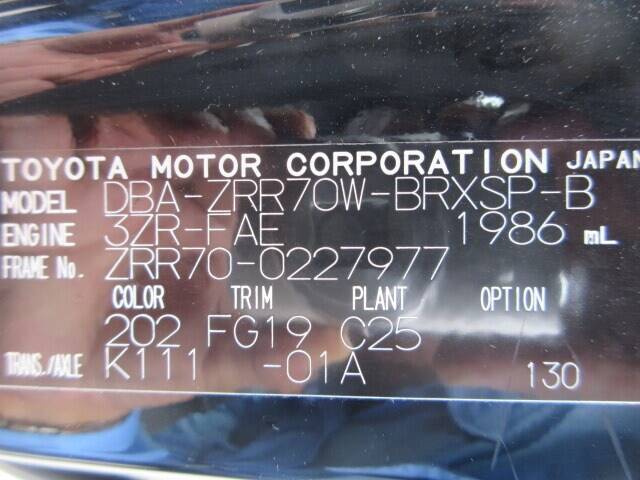 TOYOTA MOTOR CORPORATION JAPAN
MODEL DBA-ZRR70W-BRXSP-B
ENGINE 3ZR-FAE 1986 mL
FRAME No. ZRR70-0227977
COLOR TRIM PLANT OPTION
202 FG19 C25
TRANS./AXLE K111 -01A 130